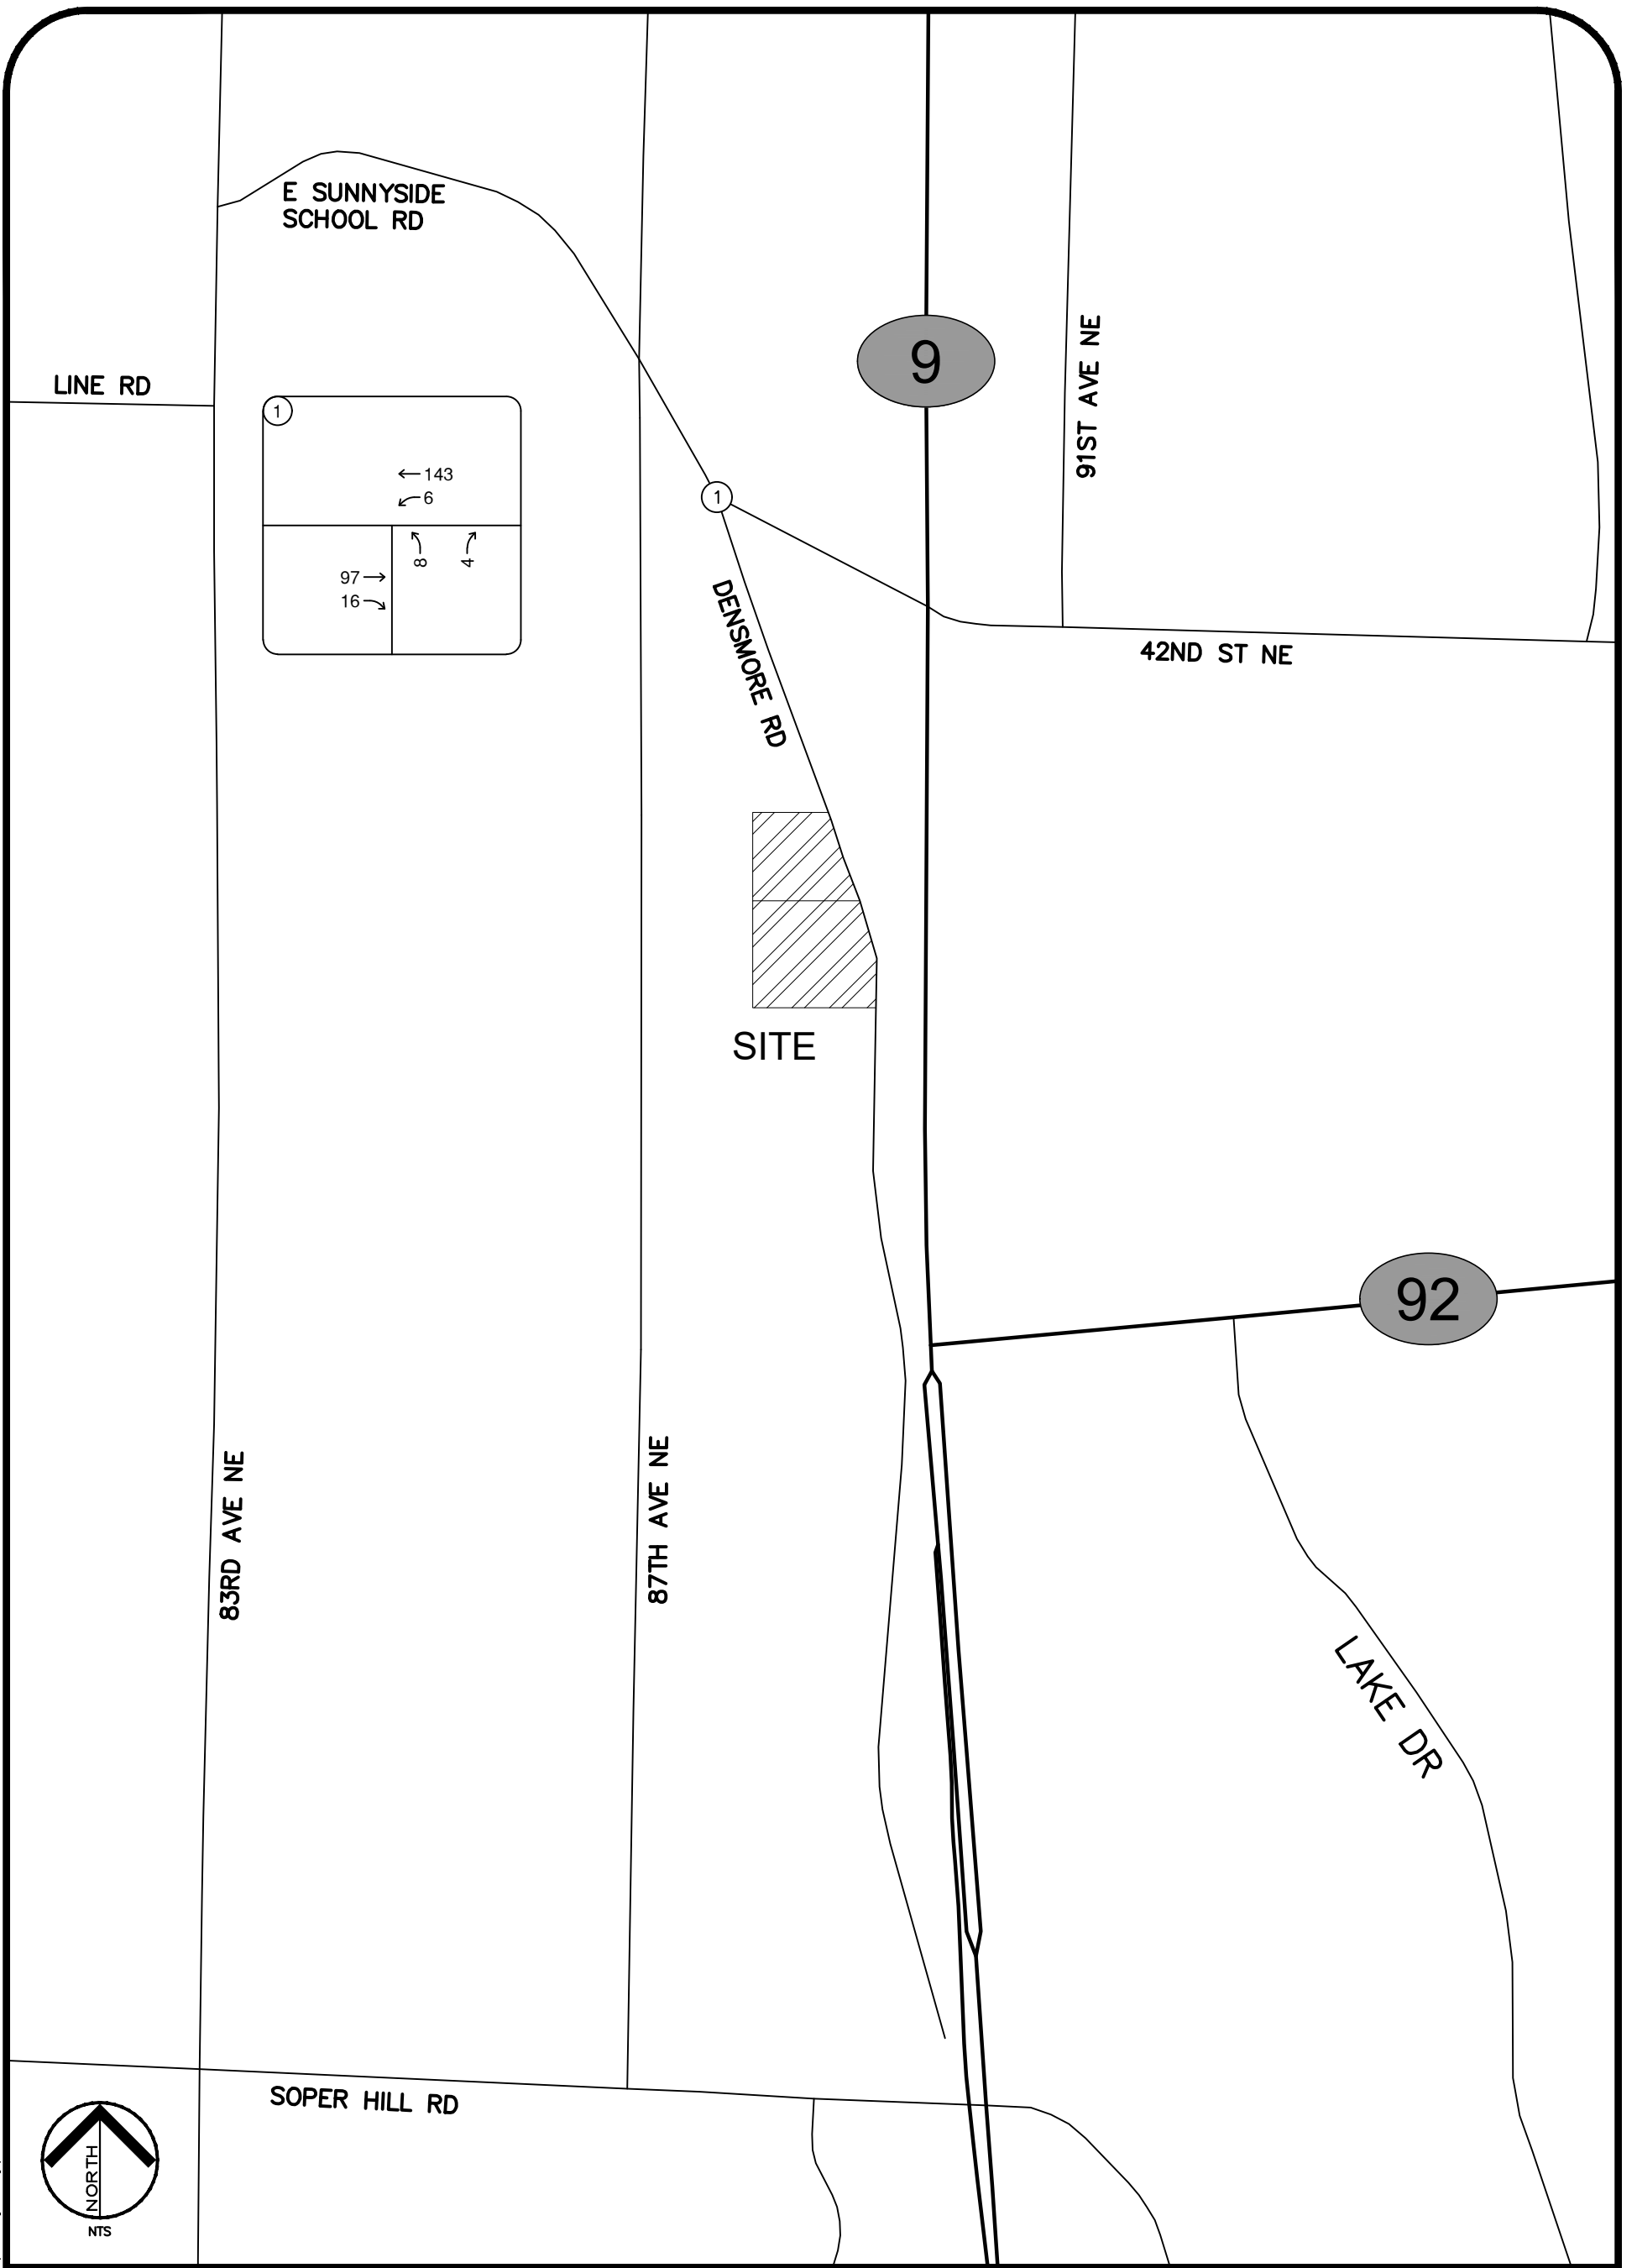 E SUNNYSIDE
SCHOOL RD
9
91ST AVE NE
LINE RD
1
143
6
8
4
97
16
1
DENSMORE RD
42ND ST NE
SITE
92
83RD AVE NE
87TH AVE NE
LAKE DR
SOPER HILL RD
NORTH
NTS